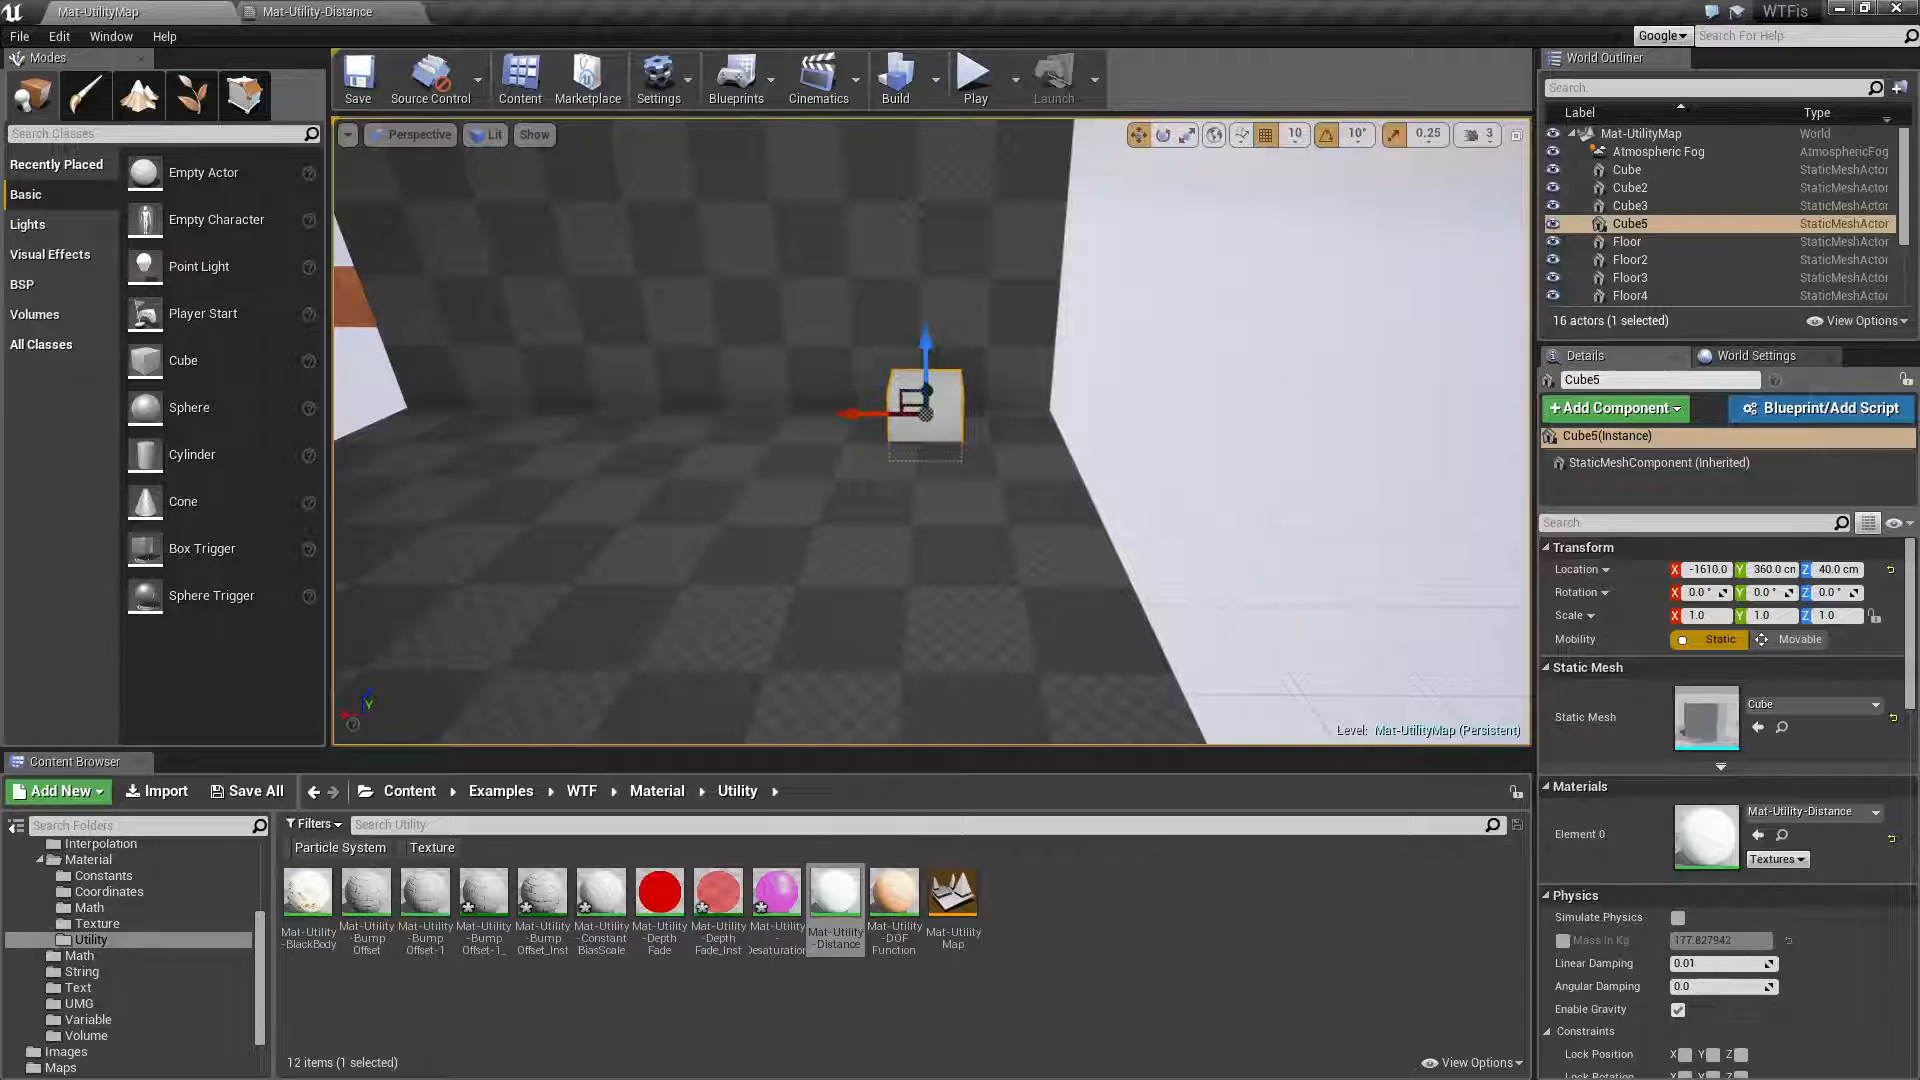 Mat-UtilityMap
Mat-Utility-Distance
WTFis
File Edit Window Help
Google
Search For Help
Modes
Search Classes
Recently Placed
Basic
Lights
Visual Effects
BSP
Volumes
All Classes
Empty Actor
Empty Character
Point Light
Player Start
Cube
Sphere
Cylinder
Cone
Box Trigger
Sphere Trigger
Save
Source Control
Content
Marketplace
Settings
Blueprints
Cinematics
Build
Play
Launch
Perspective
Lit
Show
10
10°
0.25
3
Level: Mat-UtilityMap (Persistent)
World Outliner
Search.
Label Type
Mat-UtilityMap World
Atmospheric Fog AtmosphericFog
Cube StaticMeshActor
Cube2 StaticMeshActor
Cube3 StaticMeshActor
Cube5 StaticMeshActor
Floor StaticMeshActor
Floor2 StaticMeshActor
Floor3 StaticMeshActor
Floor4 StaticMeshActor
16 actors (1 selected)
View Options
Details
World Settings
Cube5
+Add Component
Blueprint/Add Script
Cube5(Instance)
StaticMeshComponent (Inherited)
Search
Transform
Location X -1610.0 Y 360.0 cm Z 40.0 cm
Rotation X 0.0 ° Y 0.0 ° Z 0.0 °
Scale X 1.0 Y 1.0 Z 1.0
Mobility Static Movable
Static Mesh
Static Mesh
Cube
Materials
Element 0
Mat-Utility-Distance
Textures
Physics
Simulate Physics
Mass In Kg 177.827942
Linear Damping 0.01
Angular Damping 0.0
Enable Gravity
Constraints
Lock Position X Y Z
Lock Rotation X Y Z
Content Browser
Add New
Import
Save All
Content Examples WTF Material Utility
Search Folders
Interpolation
Material
Constants
Coordinates
Math
Texture
Utility
Math
String
Text
UMG
Variable
Volume
Images
Maps
Filters
Search Utility
Particle System
Texture
Mat-Utility
-BlackBody
Mat-Utility
-Bump
Offset
Mat-Utility
-Bump
Offset-1
Mat-Utility
-Bump
Offset-1_
Mat-Utility
-Bump
Offset_Inst
Mat-Utility
-Constant
BiasScale
Mat-Utility
-Depth
Fade
Mat-Utility
-Depth
Fade_Inst
Mat-Utility
-
Desaturation
Mat-Utility
-Distance
Mat-Utility
-DOF
Function
Mat-Utility
Map
12 items (1 selected)
View Options